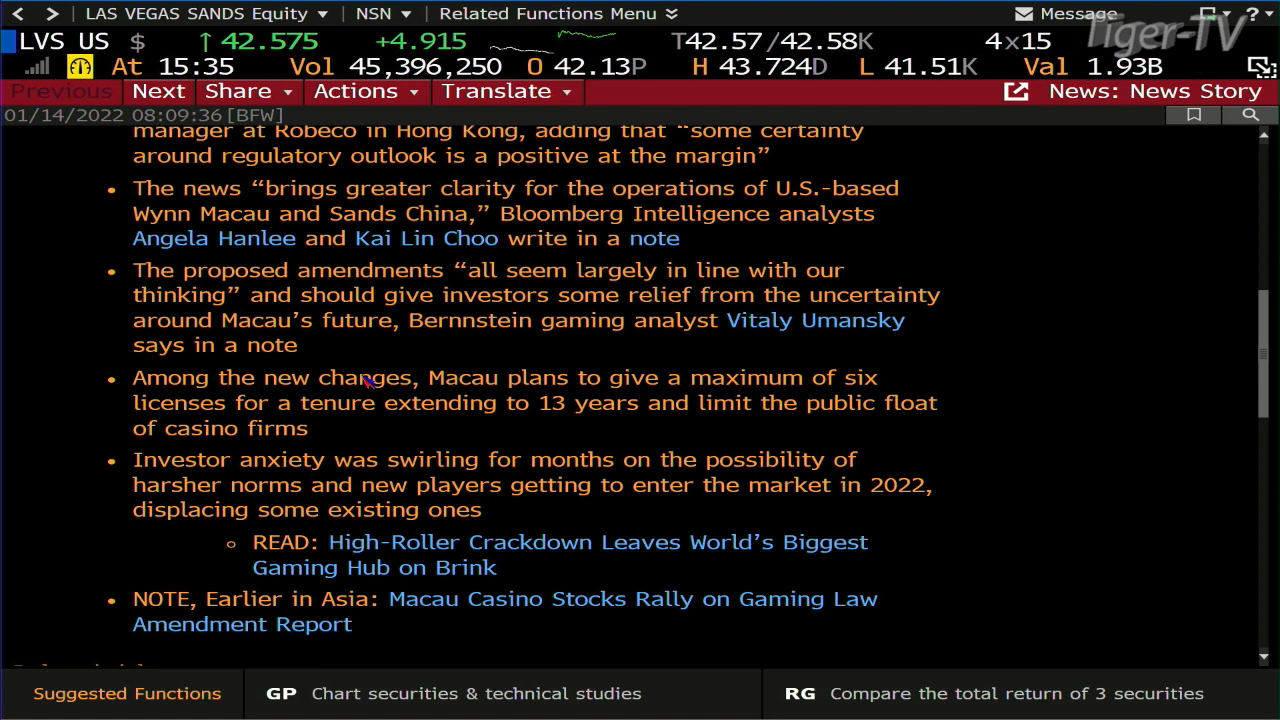 LAS VEGAS SANDS Equity NSN Related Functions Menu Message ?
LVS US $ ↑ 42.575 +4.915 T42.57/42.58K 4×15
Tiger-TV
At 15:35 Vol 45,396,250 O 42.13P H 43.724D L 41.51K Val 1.93B
Previous Next Share Actions Translate News: News Story
01/14/2022 08:09:36 [BFW]
manager at Robeco in Hong Kong, adding that “some certainty
around regulatory outlook is a positive at the margin”
• The news “brings greater clarity for the operations of U.S.-based
Wynn Macau and Sands China,” Bloomberg Intelligence analysts
Angela Hanlee and Kai Lin Choo write in a note
• The proposed amendments “all seem largely in line with our
thinking” and should give investors some relief from the uncertainty
around Macau’s future, Bernnstein gaming analyst Vitaly Umansky
says in a note
• Among the new changes, Macau plans to give a maximum of six
licenses for a tenure extending to 13 years and limit the public float
of casino firms
• Investor anxiety was swirling for months on the possibility of
harsher norms and new players getting to enter the market in 2022,
displacing some existing ones
○ READ: High-Roller Crackdown Leaves World’s Biggest
Gaming Hub on Brink
• NOTE, Earlier in Asia: Macau Casino Stocks Rally on Gaming Law
Amendment Report
Suggested Functions GP Chart securities & technical studies RG Compare the total return of 3 securities